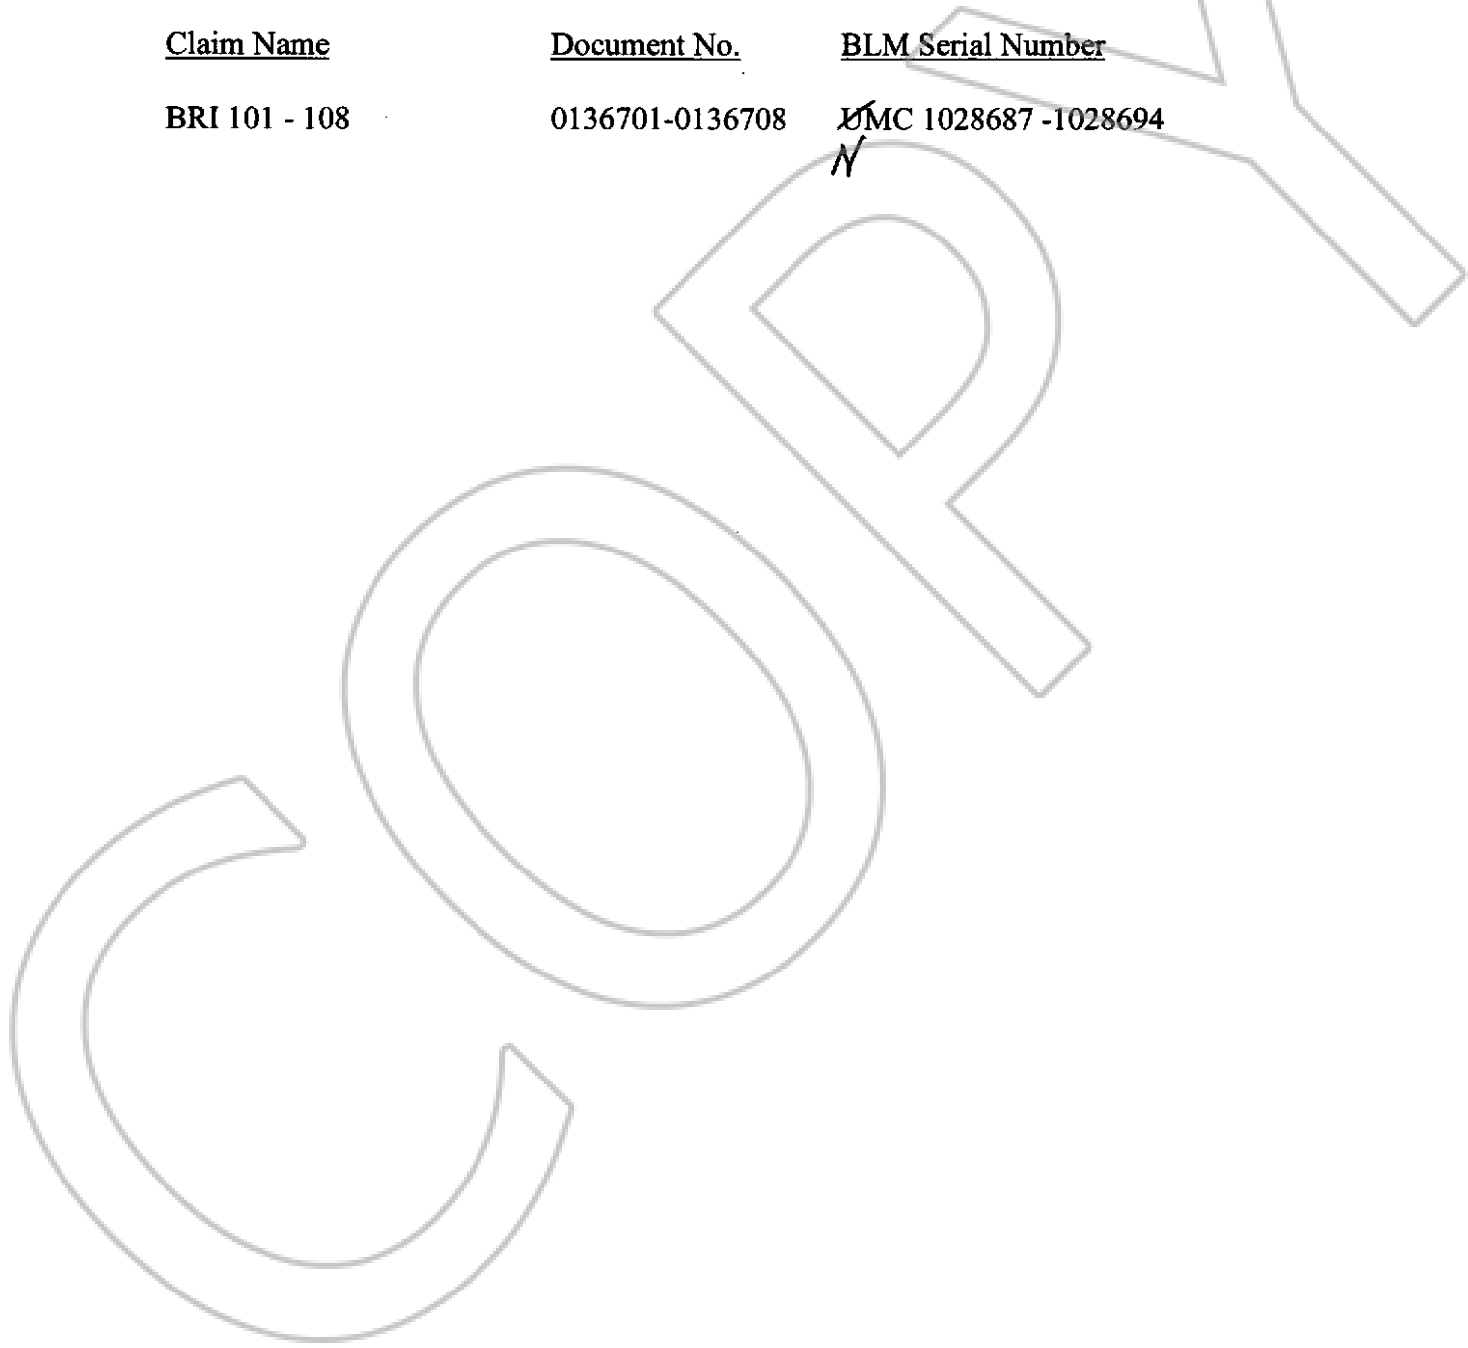 Claim Name Document No. BLM Serial Number
BRI 101 - 108 0136701-0136708 UMC 1028687 -1028694
N
COPY